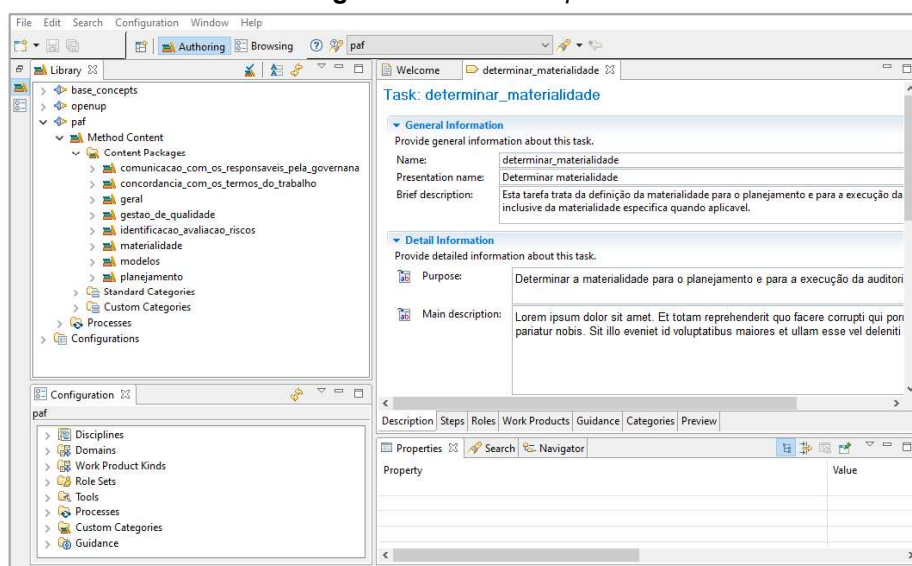 File Edit Search Configuration Window Help
Authoring Browsing paf
Library
base_concepts
openup
paf
Method Content
Content Packages
comunicacao_com_os_responsaveis_pela_governana
concordancia_com_os_termos_do_trabalho
geral
gestao_de_qualidade
identificacao_avaliacao_riscos
materialidade
modelos
planejamento
Standard Categories
Custom Categories
Processes
Configurations
Configuration
paf
Disciplines
Domains
Work Product Kinds
Role Sets
Tools
Processes
Custom Categories
Guidance
Welcome determinar_materialidade
Task: determinar_materialidade
General Information
Provide general information about this task.
Name: determinar_materialidade
Presentation name: Determinar materialidade
Brief description: Esta tarefa trata da definição da materialidade para o planejamento e para a execução da
inclusive da materialidade especifica quando aplicavel.
Detail Information
Provide detailed information about this task.
Purpose: Determinar a materialidade para o planejamento e para a execução da auditori
Main description: Lorem ipsum dolor sit amet. Et totam reprehenderit quo facere corrupti qui por
pariatur nobis. Sit illo eveniet id voluptatibus maiores et ullam esse vel deleniti
Description Steps Roles Work Products Guidance Categories Preview
Properties Search Navigator
Property Value